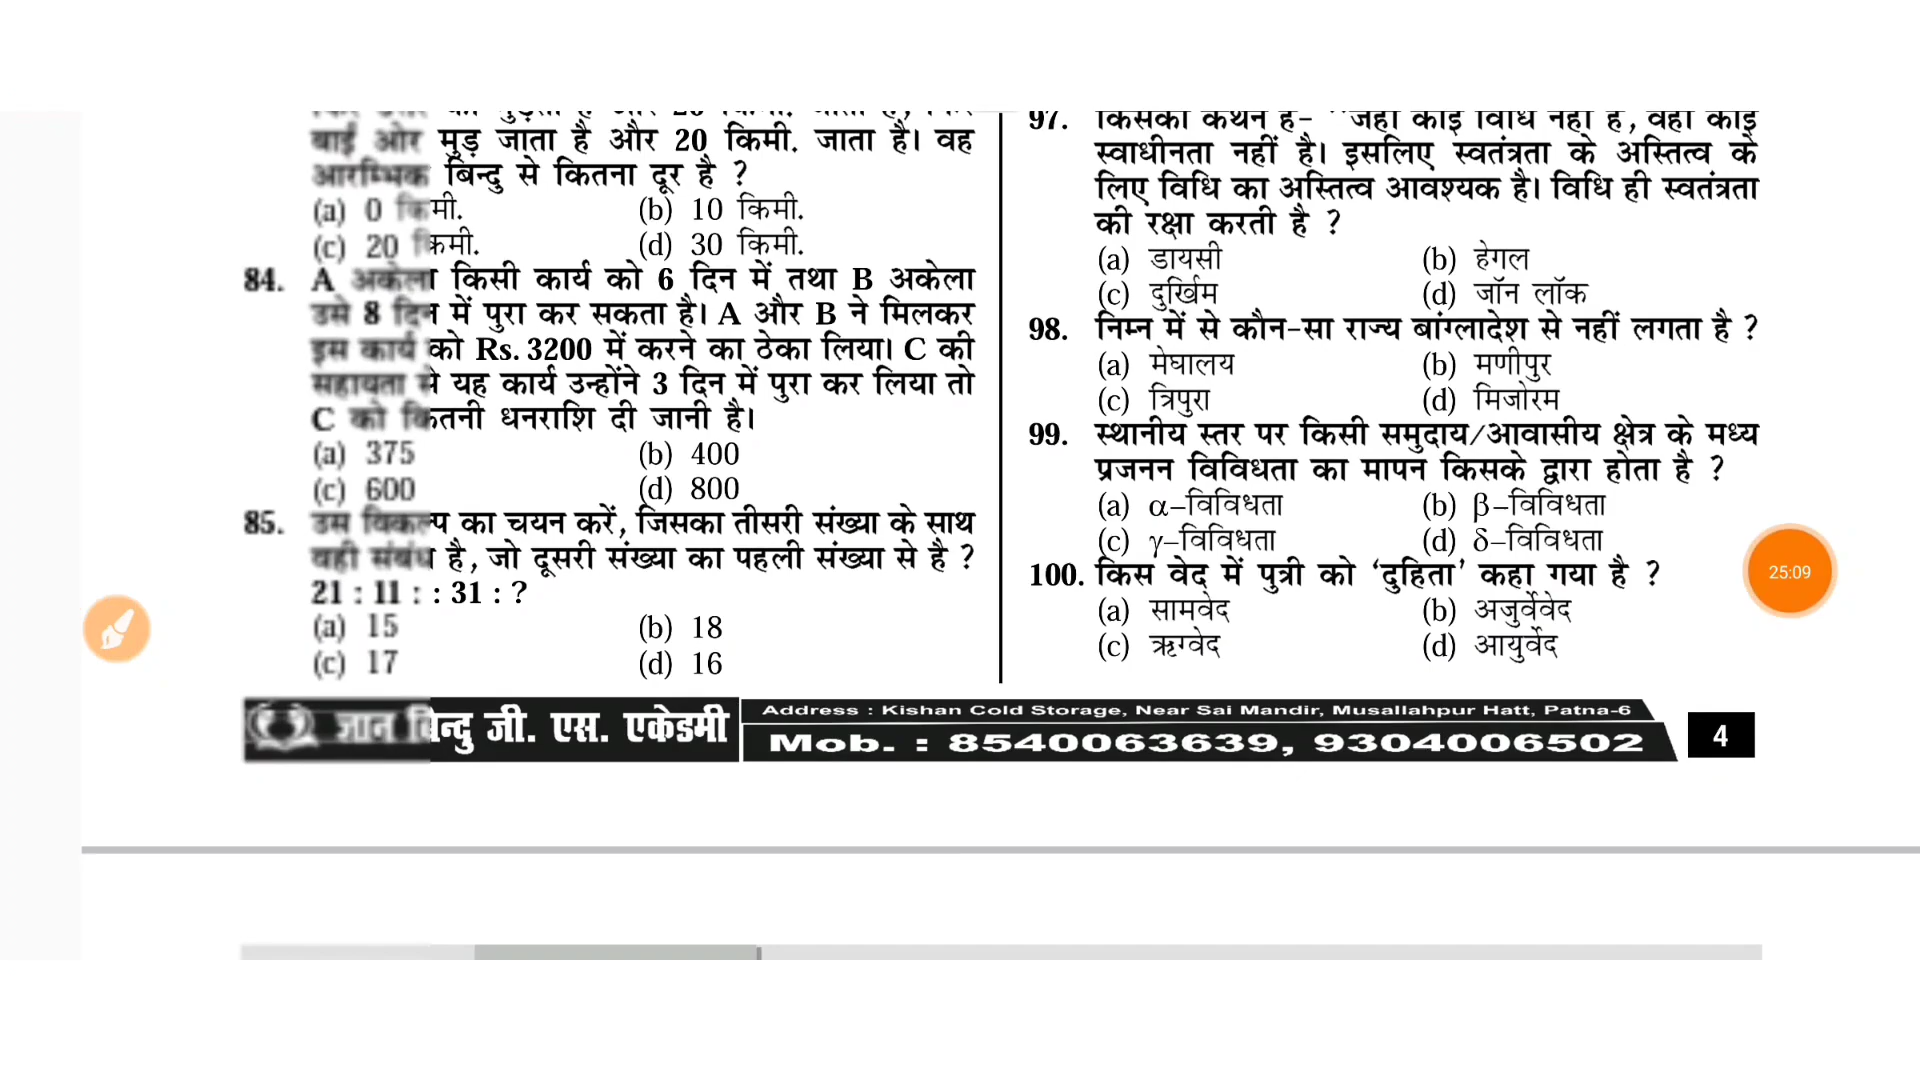 बाईं ओर मुड़ जाता है और 20 किमी. जाता है। वह
आरम्भिक बिन्दु से कितना दूर है ?
(a) 0 किमी. (b) 10 किमी.
(c) 20 किमी. (d) 30 किमी.
84. A अकेला किसी कार्य को 6 दिन में तथा B अकेला
उसे 8 दिन में पुरा कर सकता है। A और B ने मिलकर
इस कार्य को Rs. 3200 में करने का ठेका लिया। C की
सहायता से यह कार्य उन्होंने 3 दिन में पुरा कर लिया तो
C को कितनी धनराशि दी जानी है।
(a) 375 (b) 400
(c) 600 (d) 800
85. उस विकल्प का चयन करें, जिसका तीसरी संख्या के साथ
वही संबंध है, जो दूसरी संख्या का पहली संख्या से है ?
21 : 11 : : 31 : ?
(a) 15 (b) 18
(c) 17 (d) 16
97. किसका कथन है- ``जहाँ कोई विधि नहीं है, वहाँ कोई
स्वाधीनता नहीं है। इसलिए स्वतंत्रता के अस्तित्व के
लिए विधि का अस्तित्व आवश्यक है। विधि ही स्वतंत्रता
की रक्षा करती है ?
(a) डायसी (b) हेगल
(c) दुर्खिम (d) जॉन लॉक
98. निम्न में से कौन-सा राज्य बांग्लादेश से नहीं लगता है ?
(a) मेघालय (b) मणीपुर
(c) त्रिपुरा (d) मिजोरम
99. स्थानीय स्तर पर किसी समुदाय/आवासीय क्षेत्र के मध्य
प्रजनन विविधता का मापन किसके द्वारा होता है ?
(a) α–विविधता (b) β–विविधता
(c) γ–विविधता (d) δ–विविधता
100. किस वेद में पुत्री को ‘दुहिता’ कहा गया है ?
(a) सामवेद (b) अजुर्वेवेद
(c) ऋग्वेद (d) आयुर्वेद
25:09
ज्ञान बिन्दु जी. एस. एकेडमी
Address : Kishan Cold Storage, Near Sai Mandir, Musallahpur Hatt, Patna-6
Mob. : 8540063639, 9304006502
4